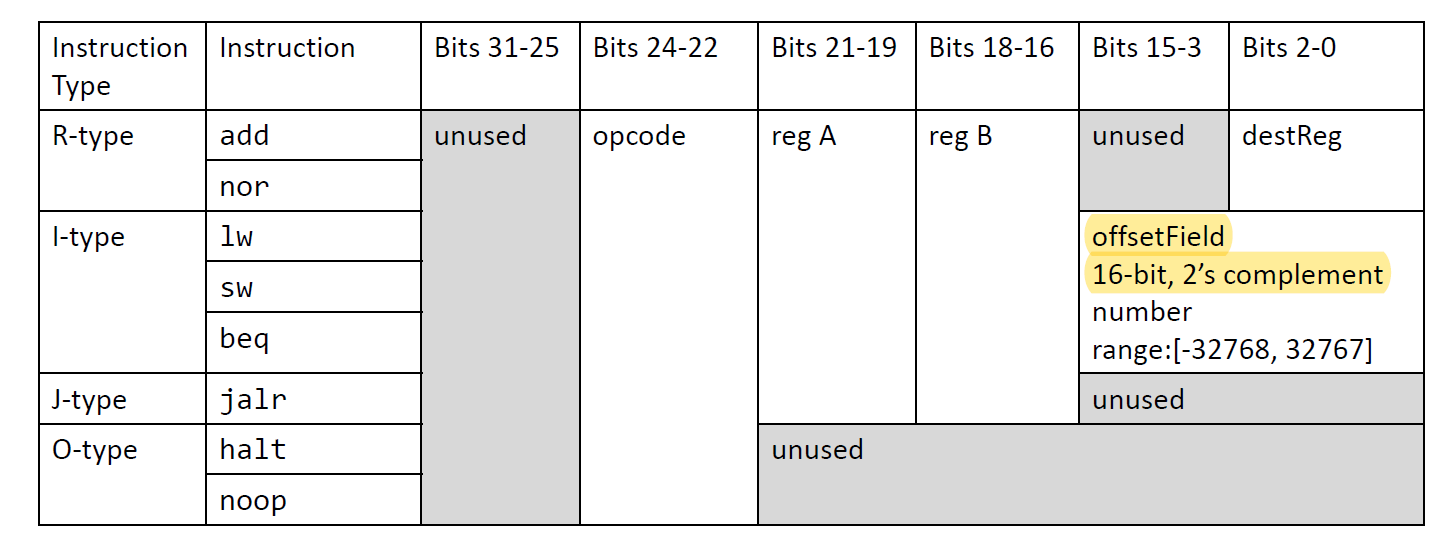 Instruction Type
Instruction
Bits 31-25
Bits 24-22
Bits 21-19
Bits 18-16
Bits 15-3
Bits 2-0
R-type
add
unused
opcode
reg A
reg B
unused
destReg
nor
I-type
lw
offsetField
16-bit, 2's complement
number
range:[-32768, 32767]
sw
beq
J-type
jalr
unused
O-type
halt
unused
noop